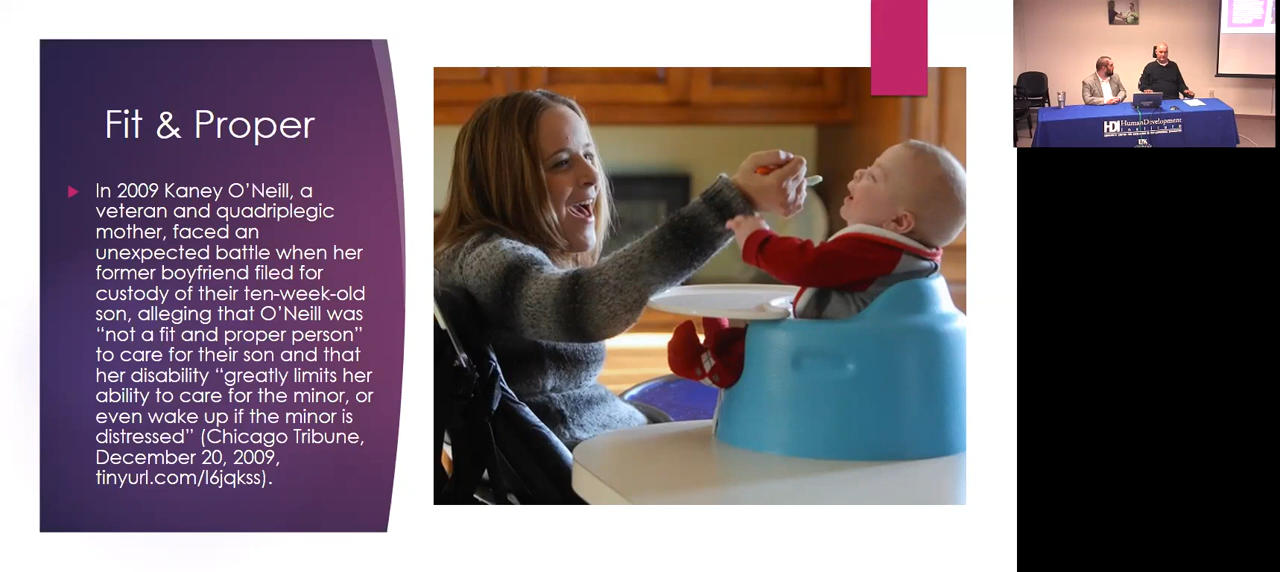 Fit & Proper
In 2009 Kaney O’Neill, a
veteran and quadriplegic
mother, faced an
unexpected battle when her
former boyfriend filed for
custody of their ten-week-old
son, alleging that O’Neill was
“not a fit and proper person”
to care for their son and that
her disability “greatly limits her
ability to care for the minor, or
even wake up if the minor is
distressed” (Chicago Tribune,
December 20, 2009,
tinyurl.com/l6jqkss).
HDI HumanDevelopment
Institute
UK